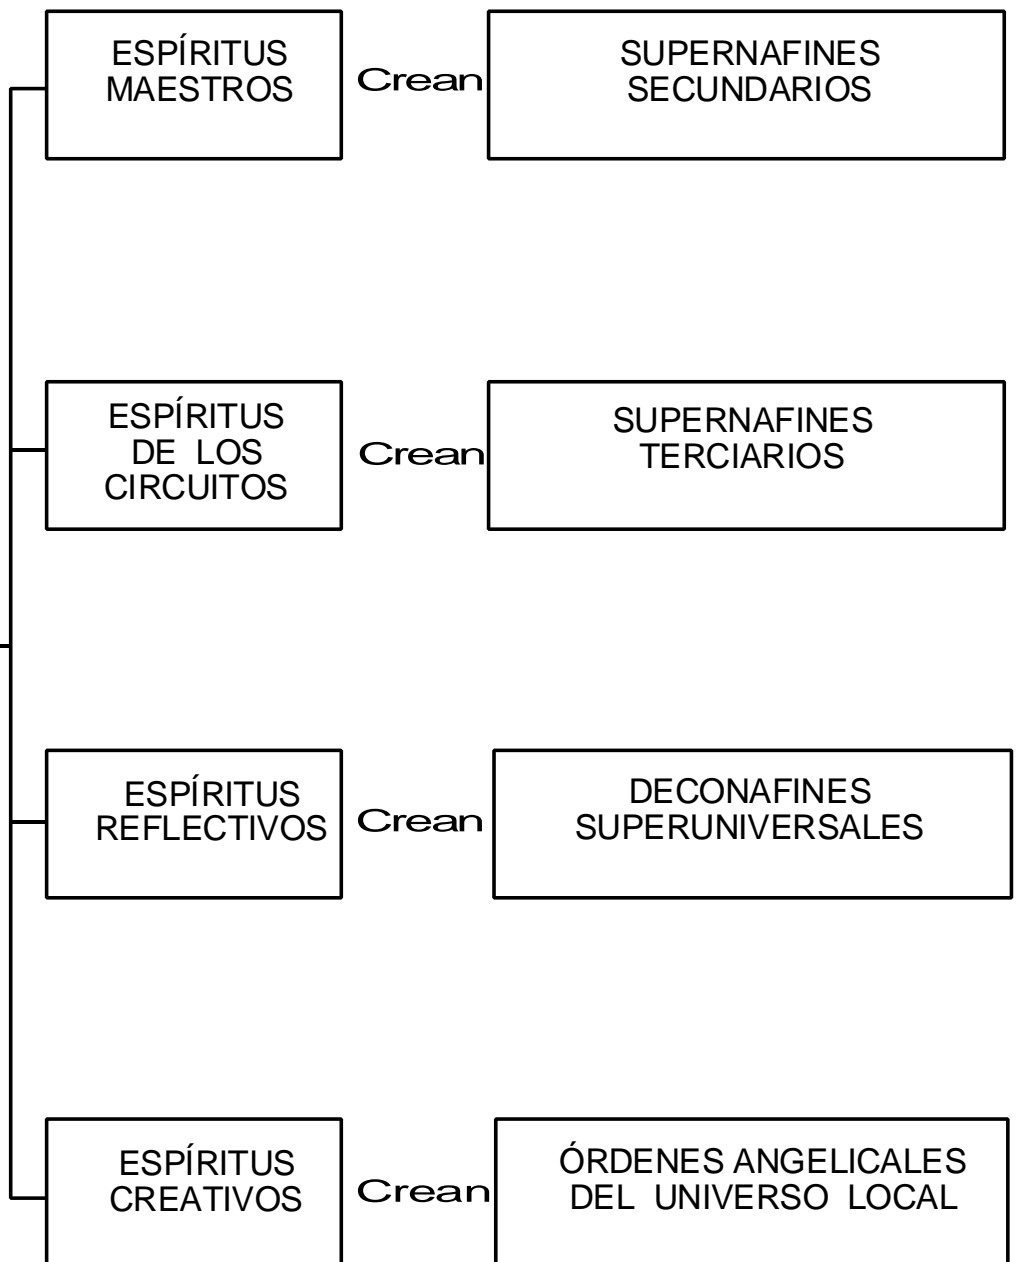 ESPÍRITUS
MAESTROS
Crean
SUPERNAFINES
SECUNDARIOS
ESPÍRITUS
DE LOS
CIRCUITOS
Crean
SUPERNAFINES
TERCIARIOS
ESPÍRITUS
REFLECTIVOS
Crean
DECONAFINES
SUPERUNIVERSALES
ESPÍRITUS
CREATIVOS
Crean
ÓRDENES ANGELICALES
DEL UNIVERSO LOCAL